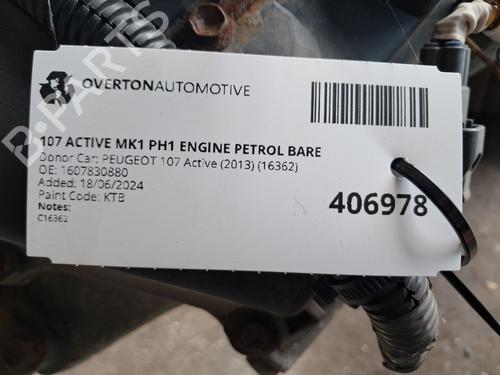 OVERTONAUTOMOTIVE
107 ACTIVE MK1 PH1 ENGINE PETROL BARE
Donor Car: PEUGEOT 107 Active (2013) (16362)
OE: 1607830880
Added: 18/06/2024
Paint Code: KTB
Notes:
C16362
406978
B-PARTS